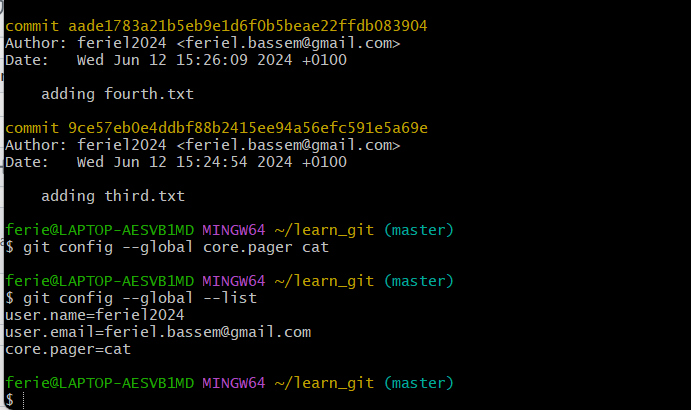 commit aade1783a21b5eb9e1d6f0b5beae22ffdb083904
Author: feriel2024 <feriel.bassem@gmail.com>
Date:   Wed Jun 12 15:26:09 2024 +0100
    adding fourth.txt
commit 9ce57eb0e4ddbf88b2415ee94a56efc591e5a69e
Author: feriel2024 <feriel.bassem@gmail.com>
Date:   Wed Jun 12 15:24:54 2024 +0100
    adding third.txt
ferie@LAPTOP-AESVB1MD MINGW64 ~/learn_git (master)
$ git config --global core.pager cat
ferie@LAPTOP-AESVB1MD MINGW64 ~/learn_git (master)
$ git config --global --list
user.name=feriel2024
user.email=feriel.bassem@gmail.com
core.pager=cat
ferie@LAPTOP-AESVB1MD MINGW64 ~/learn_git (master)
$